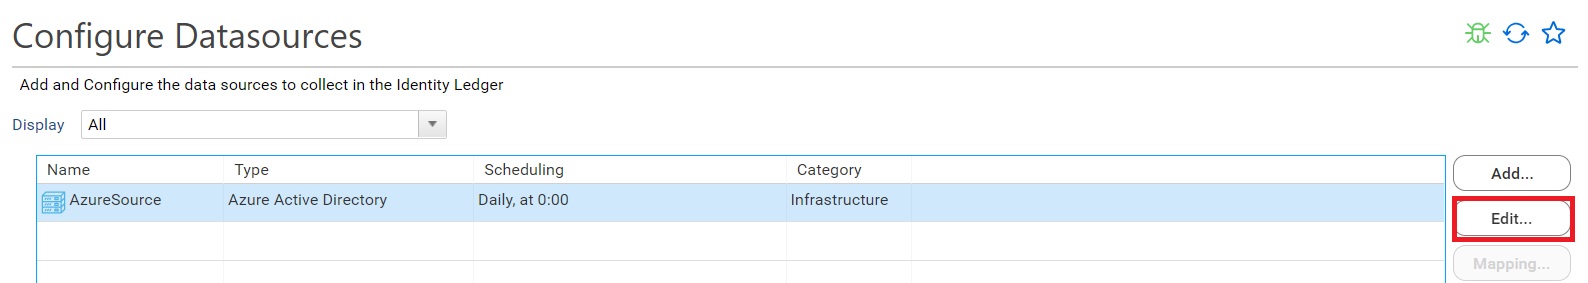 Configure Datasources
Add and Configure the data sources to collect in the Identity Ledger
Display All
Name Type Scheduling Category
Add...
AzureSource Azure Active Directory Daily, at 0:00 Infrastructure
Edit...
Mapping...